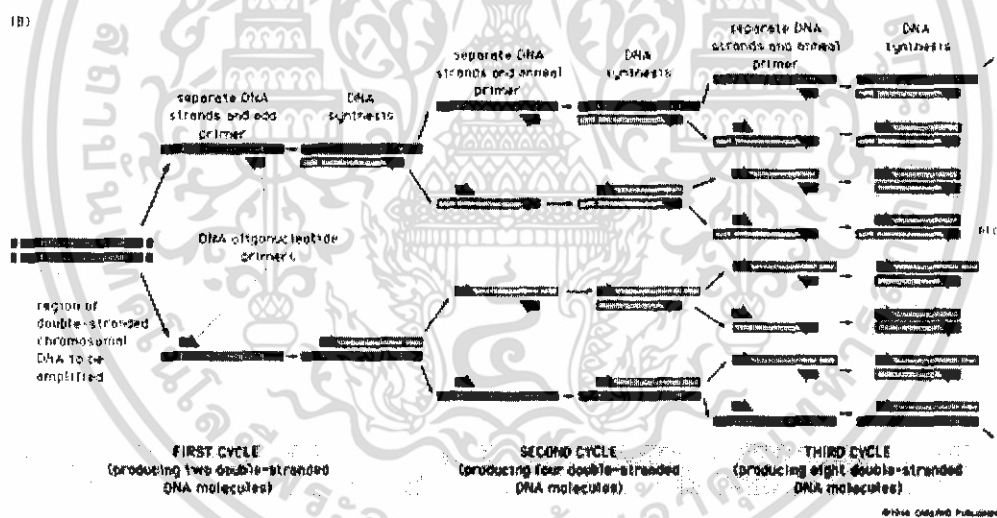 (B)
separate DNA
strands and add
primer
DNA
synthesis
separate DNA
strands and anneal
primer
DNA
synthesis
separate DNA
strands and anneal
primer
DNA
synthesis
DNA oligonucleotide
primers
region of
double-stranded
chromosomal
DNA to be
amplified
etc
FIRST CYCLE
(producing two double-stranded
DNA molecules)
SECOND CYCLE
(producing four double-stranded
DNA molecules)
THIRD CYCLE
(producing eight double-stranded
DNA molecules)